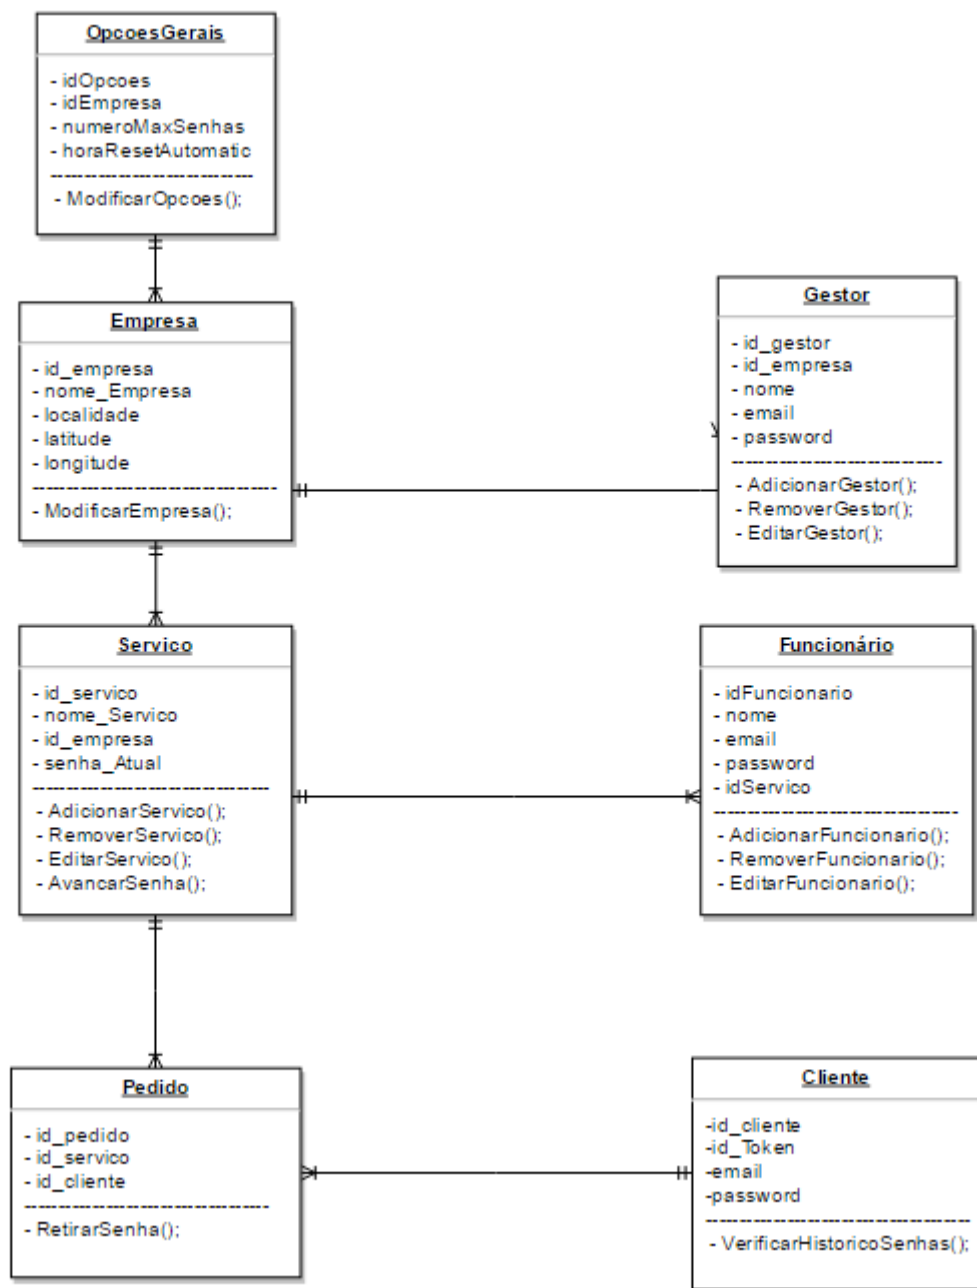 OpcoesGerais
- idOpcoes
- idEmpresa
- numeroMaxSenhas
- horaResetAutomatic
- ModificarOpcoes();
Empresa
- id_empresa
- nome_Empresa
- localidade
- latitude
- longitude
- ModificarEmpresa();
Gestor
- id_gestor
- id_empresa
- nome
- email
- password
- AdicionarGestor();
- RemoverGestor();
- EditarGestor();
Servico
- id_servico
- nome_Servico
- id_empresa
- senha_Atual
- AdicionarServico();
- RemoverServico();
- EditarServico();
- AvancarSenha();
Funcionário
- idFuncionario
- nome
- email
- password
- idServico
- AdicionarFuncionario();
- RemoverFuncionario();
- EditarFuncionario();
Pedido
- id_pedido
- id_servico
- id_cliente
- RetirarSenha();
Cliente
-id_cliente
-id_Token
-email
-password
- VerificarHistoricoSenhas();